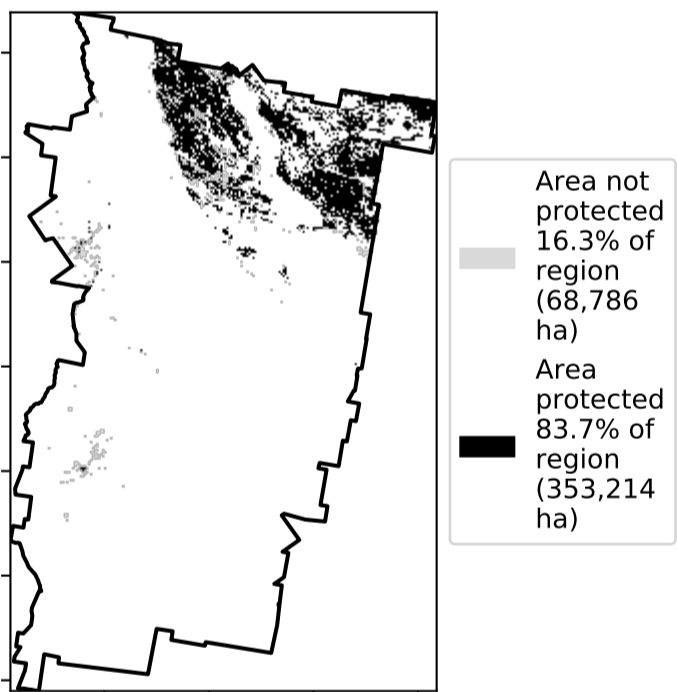 Area not
protected
16.3% of
region
(68,786
ha)
Area
protected
83.7% of
region
(353,214
ha)